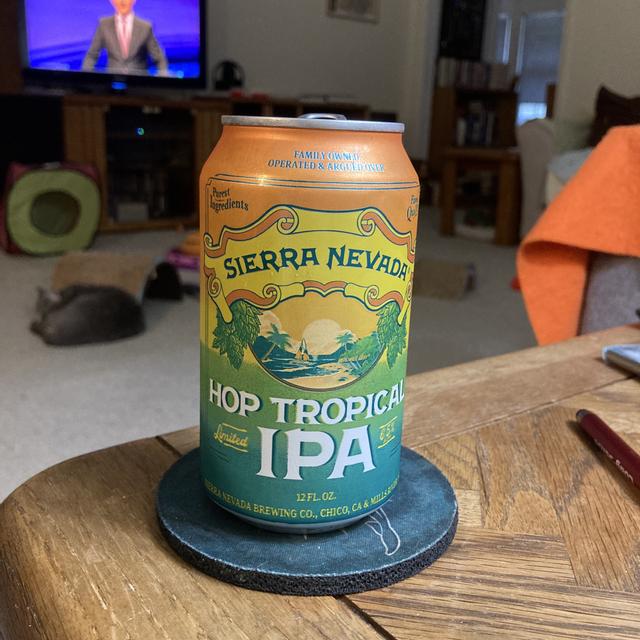 FAMILY OWNED,
OPERATED & ARGUED OVER
Purest
Ingredients
SIERRA NEVADA
HOP TROPICAL
Limited
IPA
12 FL. OZ.
SIERRA NEVADA BREWING CO., CHICO, CA & MILLS